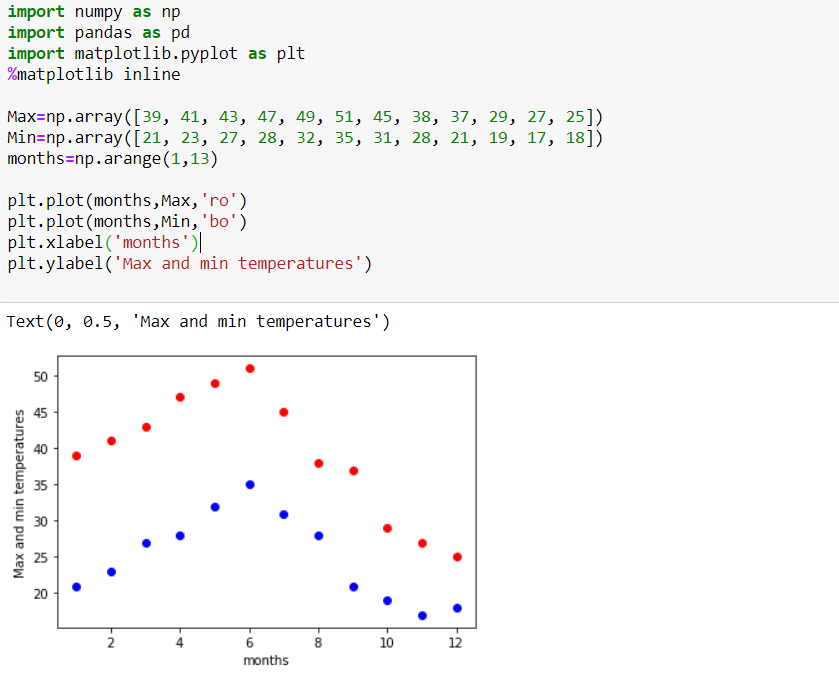 import numpy as np
import pandas as pd
import matplotlib.pyplot as plt
%matplotlib inline
Max=np.array([39, 41, 43, 47, 49, 51, 45, 38, 37, 29, 27, 25])
Min=np.array([21, 23, 27, 28, 32, 35, 31, 28, 21, 19, 17, 18])
months=np.arange(1,13)
plt.plot(months,Max,'ro')
plt.plot(months,Min,'bo')
plt.xlabel('months')
plt.ylabel('Max and min temperatures')
Text(0, 0.5, 'Max and min temperatures')
Max and min temperatures
50
45
40
35
30
25
20
2 4 6 8 10 12
months